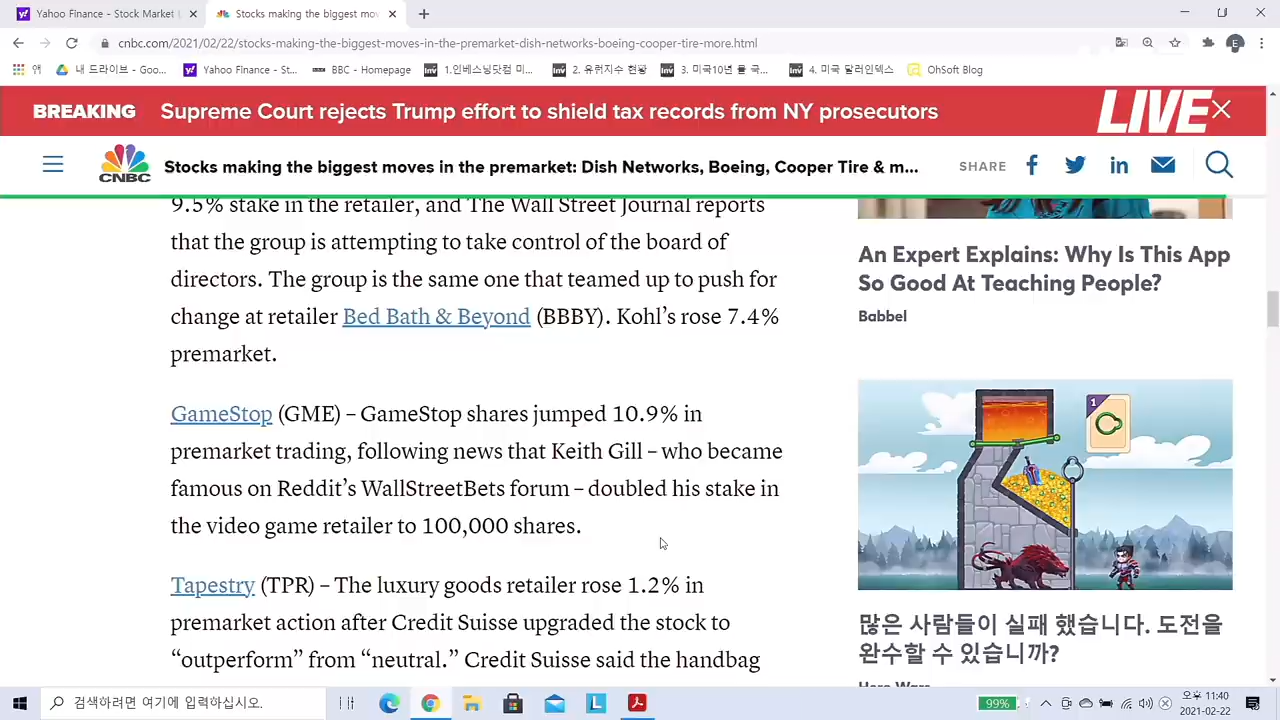 Yahoo Finance - Stock Market
Stocks making the biggest mov
cnbc.com/2021/02/22/stocks-making-the-biggest-moves-in-the-premarket-dish-networks-boeing-cooper-tire-more.html
앱
내 드라이브 - Goo...
Yahoo Finance - St...
BBC - Homepage
1.인베스닝닷컴 미...
2. 유뤕지수 현황
3. 미국10년 뮬 국...
4. 미국 달러인덱스
OhSoft Blog
BREAKING Supreme Court rejects Trump effort to shield tax records from NY prosecutors LIVE
CNBC Stocks making the biggest moves in the premarket: Dish Networks, Boeing, Cooper Tire & m... SHARE
9.5% stake in the retailer, and The Wall Street Journal reports
that the group is attempting to take control of the board of
directors. The group is the same one that teamed up to push for
change at retailer Bed Bath & Beyond (BBBY). Kohl’s rose 7.4%
premarket.
GameStop (GME) – GameStop shares jumped 10.9% in
premarket trading, following news that Keith Gill – who became
famous on Reddit’s WallStreetBets forum – doubled his stake in
the video game retailer to 100,000 shares.
Tapestry (TPR) – The luxury goods retailer rose 1.2% in
premarket action after Credit Suisse upgraded the stock to
“outperform” from “neutral.” Credit Suisse said the handbag
An Expert Explains: Why Is This App
So Good At Teaching People?
Babbel
1
많은 사람들이 실패 했습니다. 도전을
완수할 수 있습니까?
Hero Wars
검색하려면 여기에 입력하십시오.
99%
오후 11:40
2021-02-22